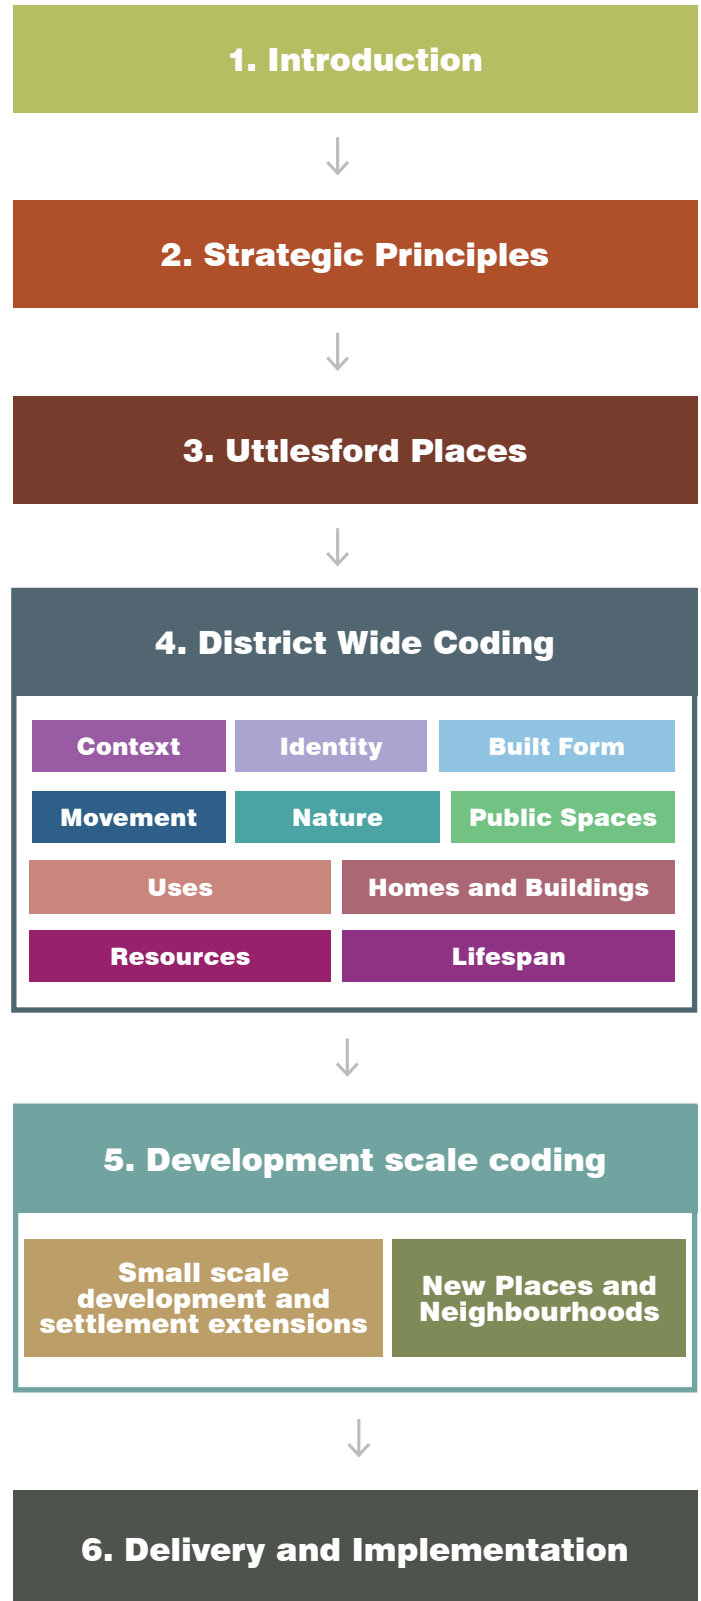 1. Introduction
2. Strategic Principles
3. Uttlesford Places
4. District Wide Coding
Context
Identity
Built Form
Movement
Nature
Public Spaces
Uses
Homes and Buildings
Resources
Lifespan
5. Development scale coding
Small scale
development and
settlement extensions
New Places and
Neighbourhoods
6. Delivery and Implementation